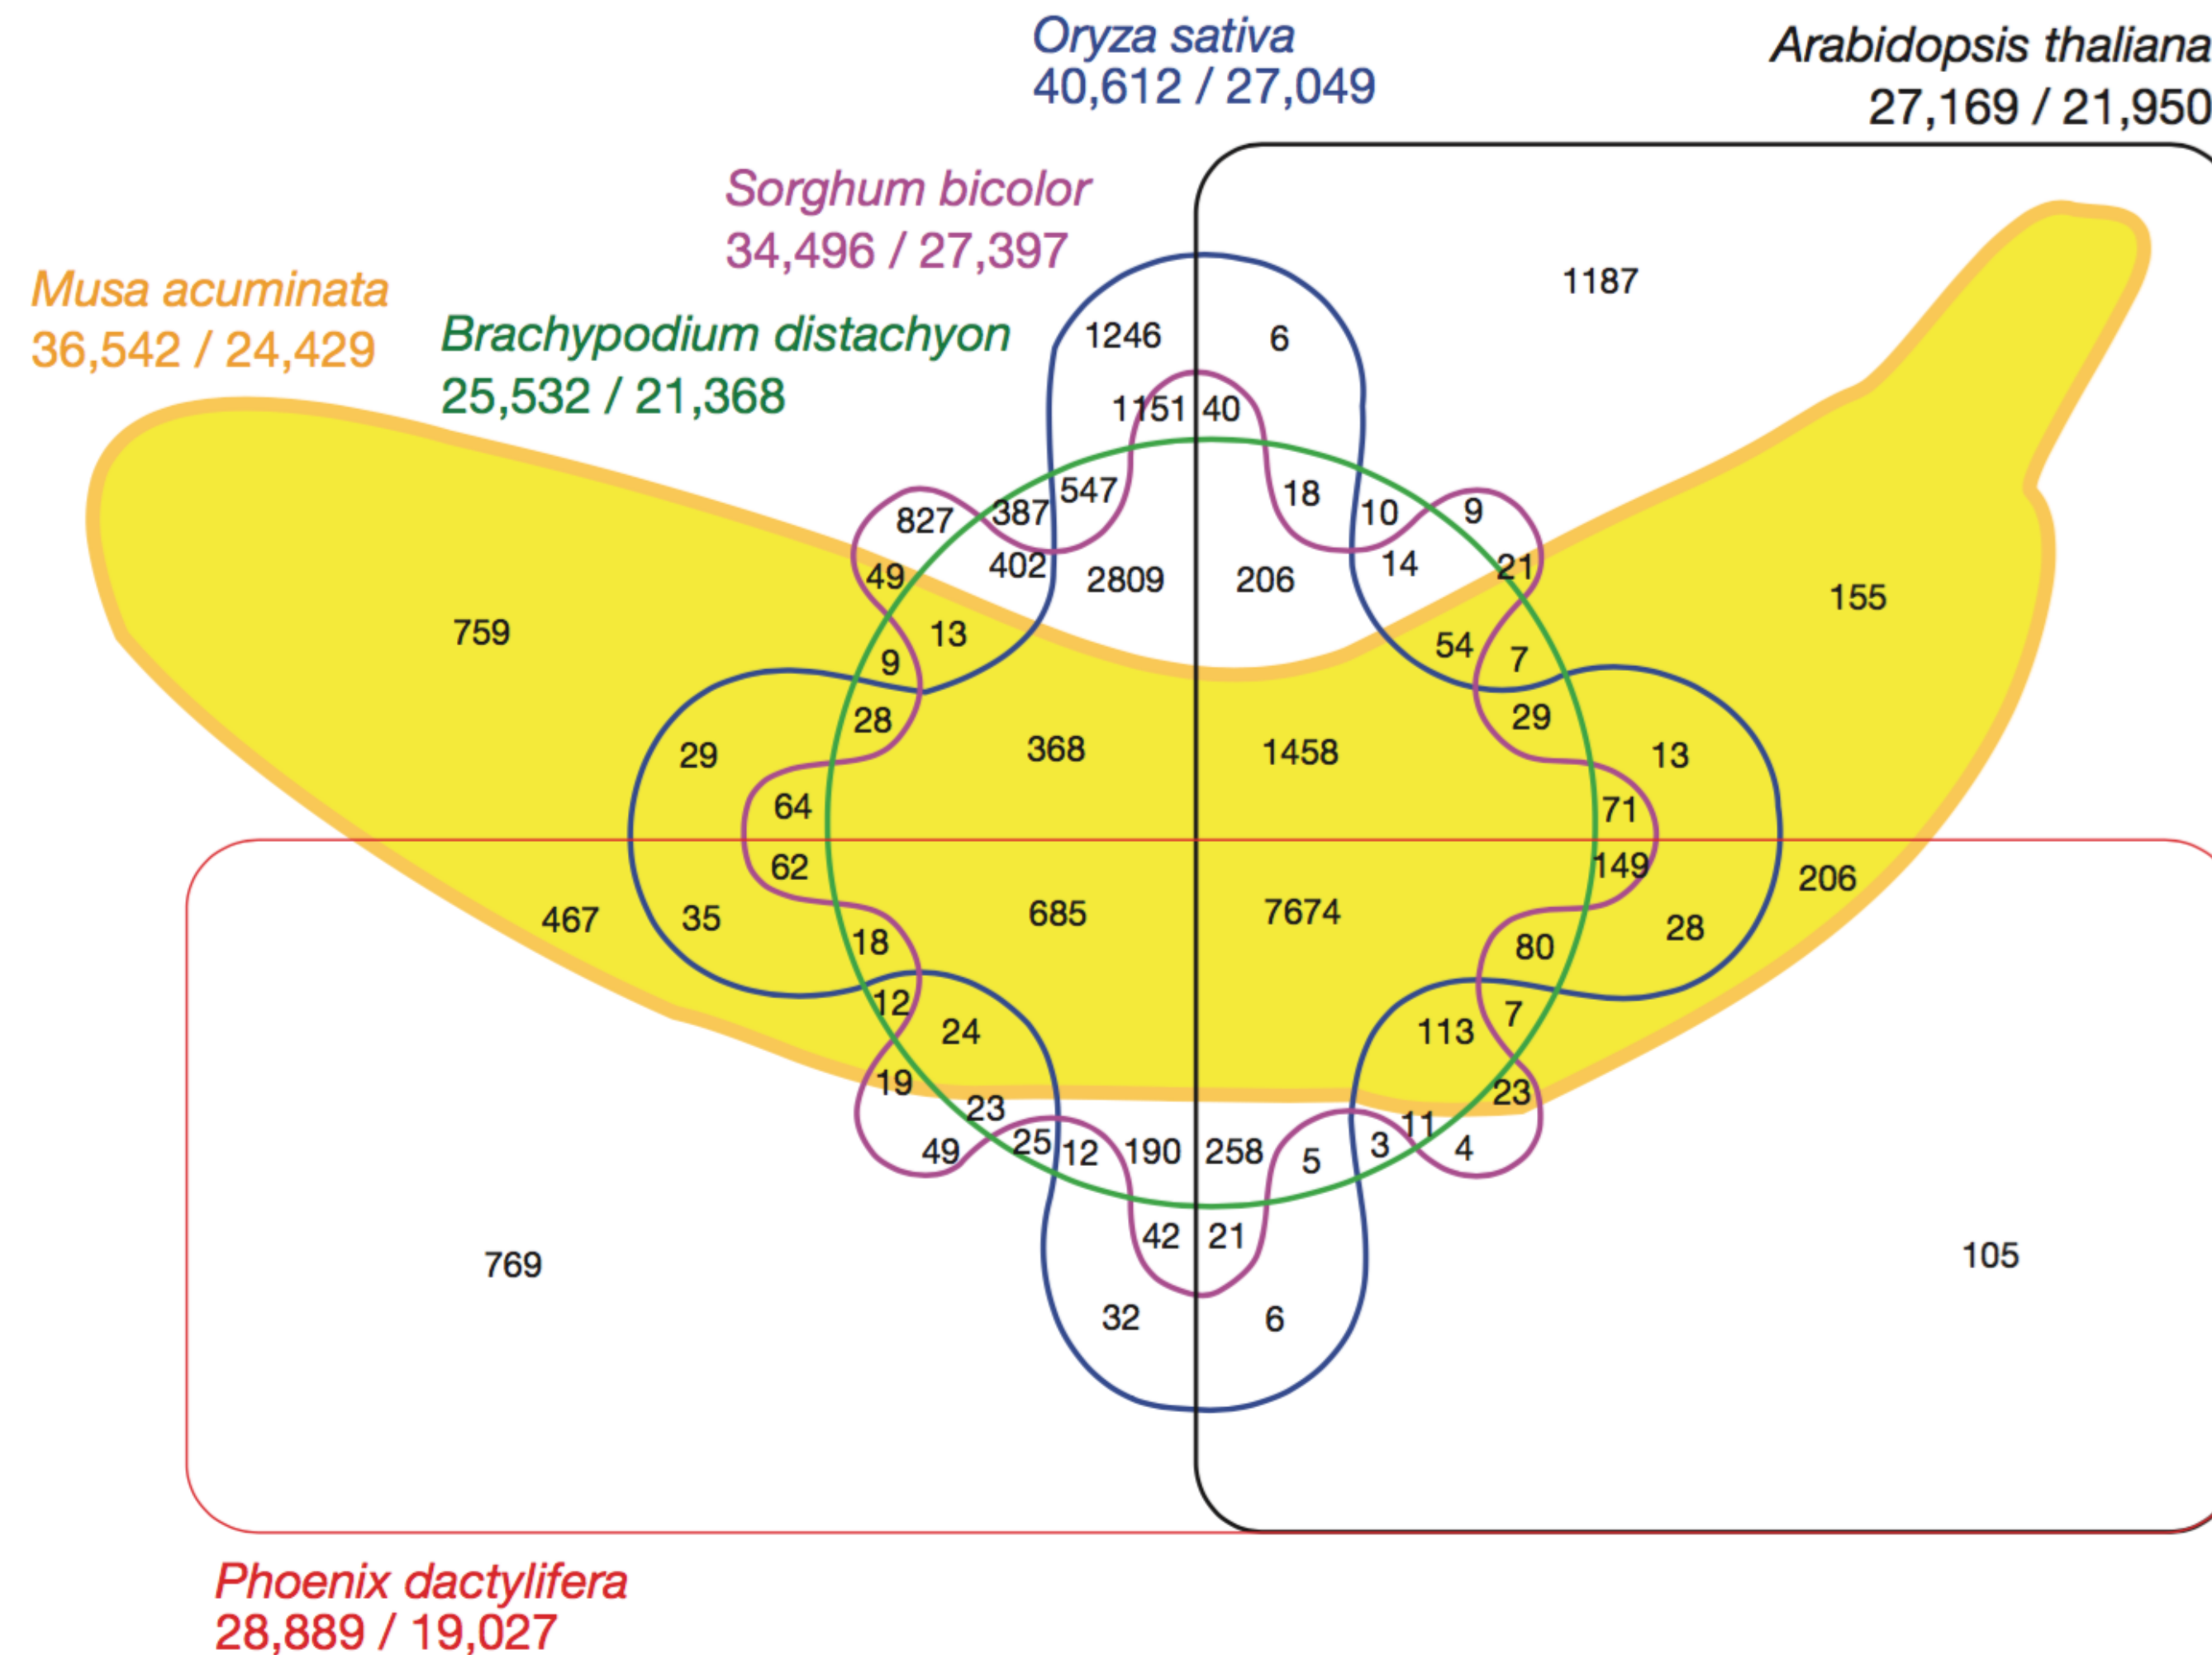 Oryza sativa
40,612 / 27,049
Arabidopsis thaliana
27,169 / 21,950
Sorghum bicolor
34,496 / 27,397
Musa acuminata
36,542 / 24,429
Brachypodium distachyon
25,532 / 21,368
1187
1246 6
1151 40
547 18
827 387 10 9
402 2809 206 14 21
49
759 13 54 7 155
9
28 29
29 368 1458 13
64 71
62 149
467 35 685 7674 28 206
18 80
12 7
24 113
19 23
23 11
49 25 12 190 258 5 3 4
42 21
769 105
32 6
Phoenix dactylifera
28,889 / 19,027